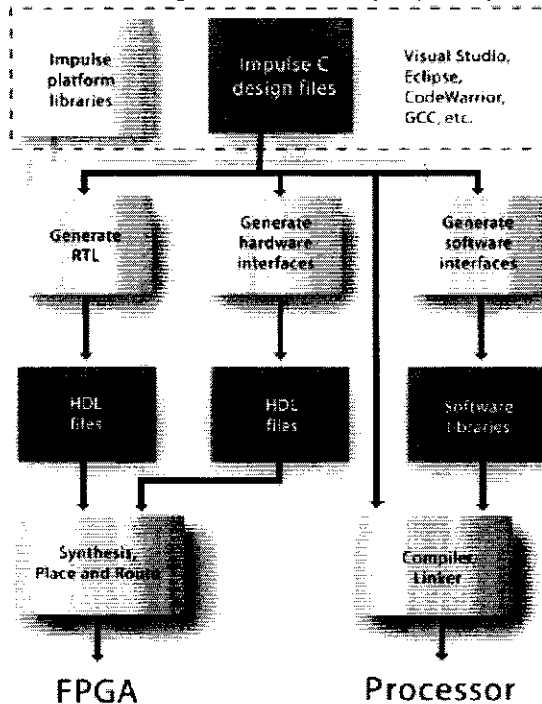 Impulse
platform
libraries
Impulse C
design files
Visual Studio,
Eclipse,
CodeWarrior,
GCC, etc.
Generate
RTL
Generate
hardware
interfaces
Generate
software
interfaces
HDL
files
HDL
files
Software
Libraries
Synthesis,
Place and Route
Compiler,
Linker
FPGA
Processor